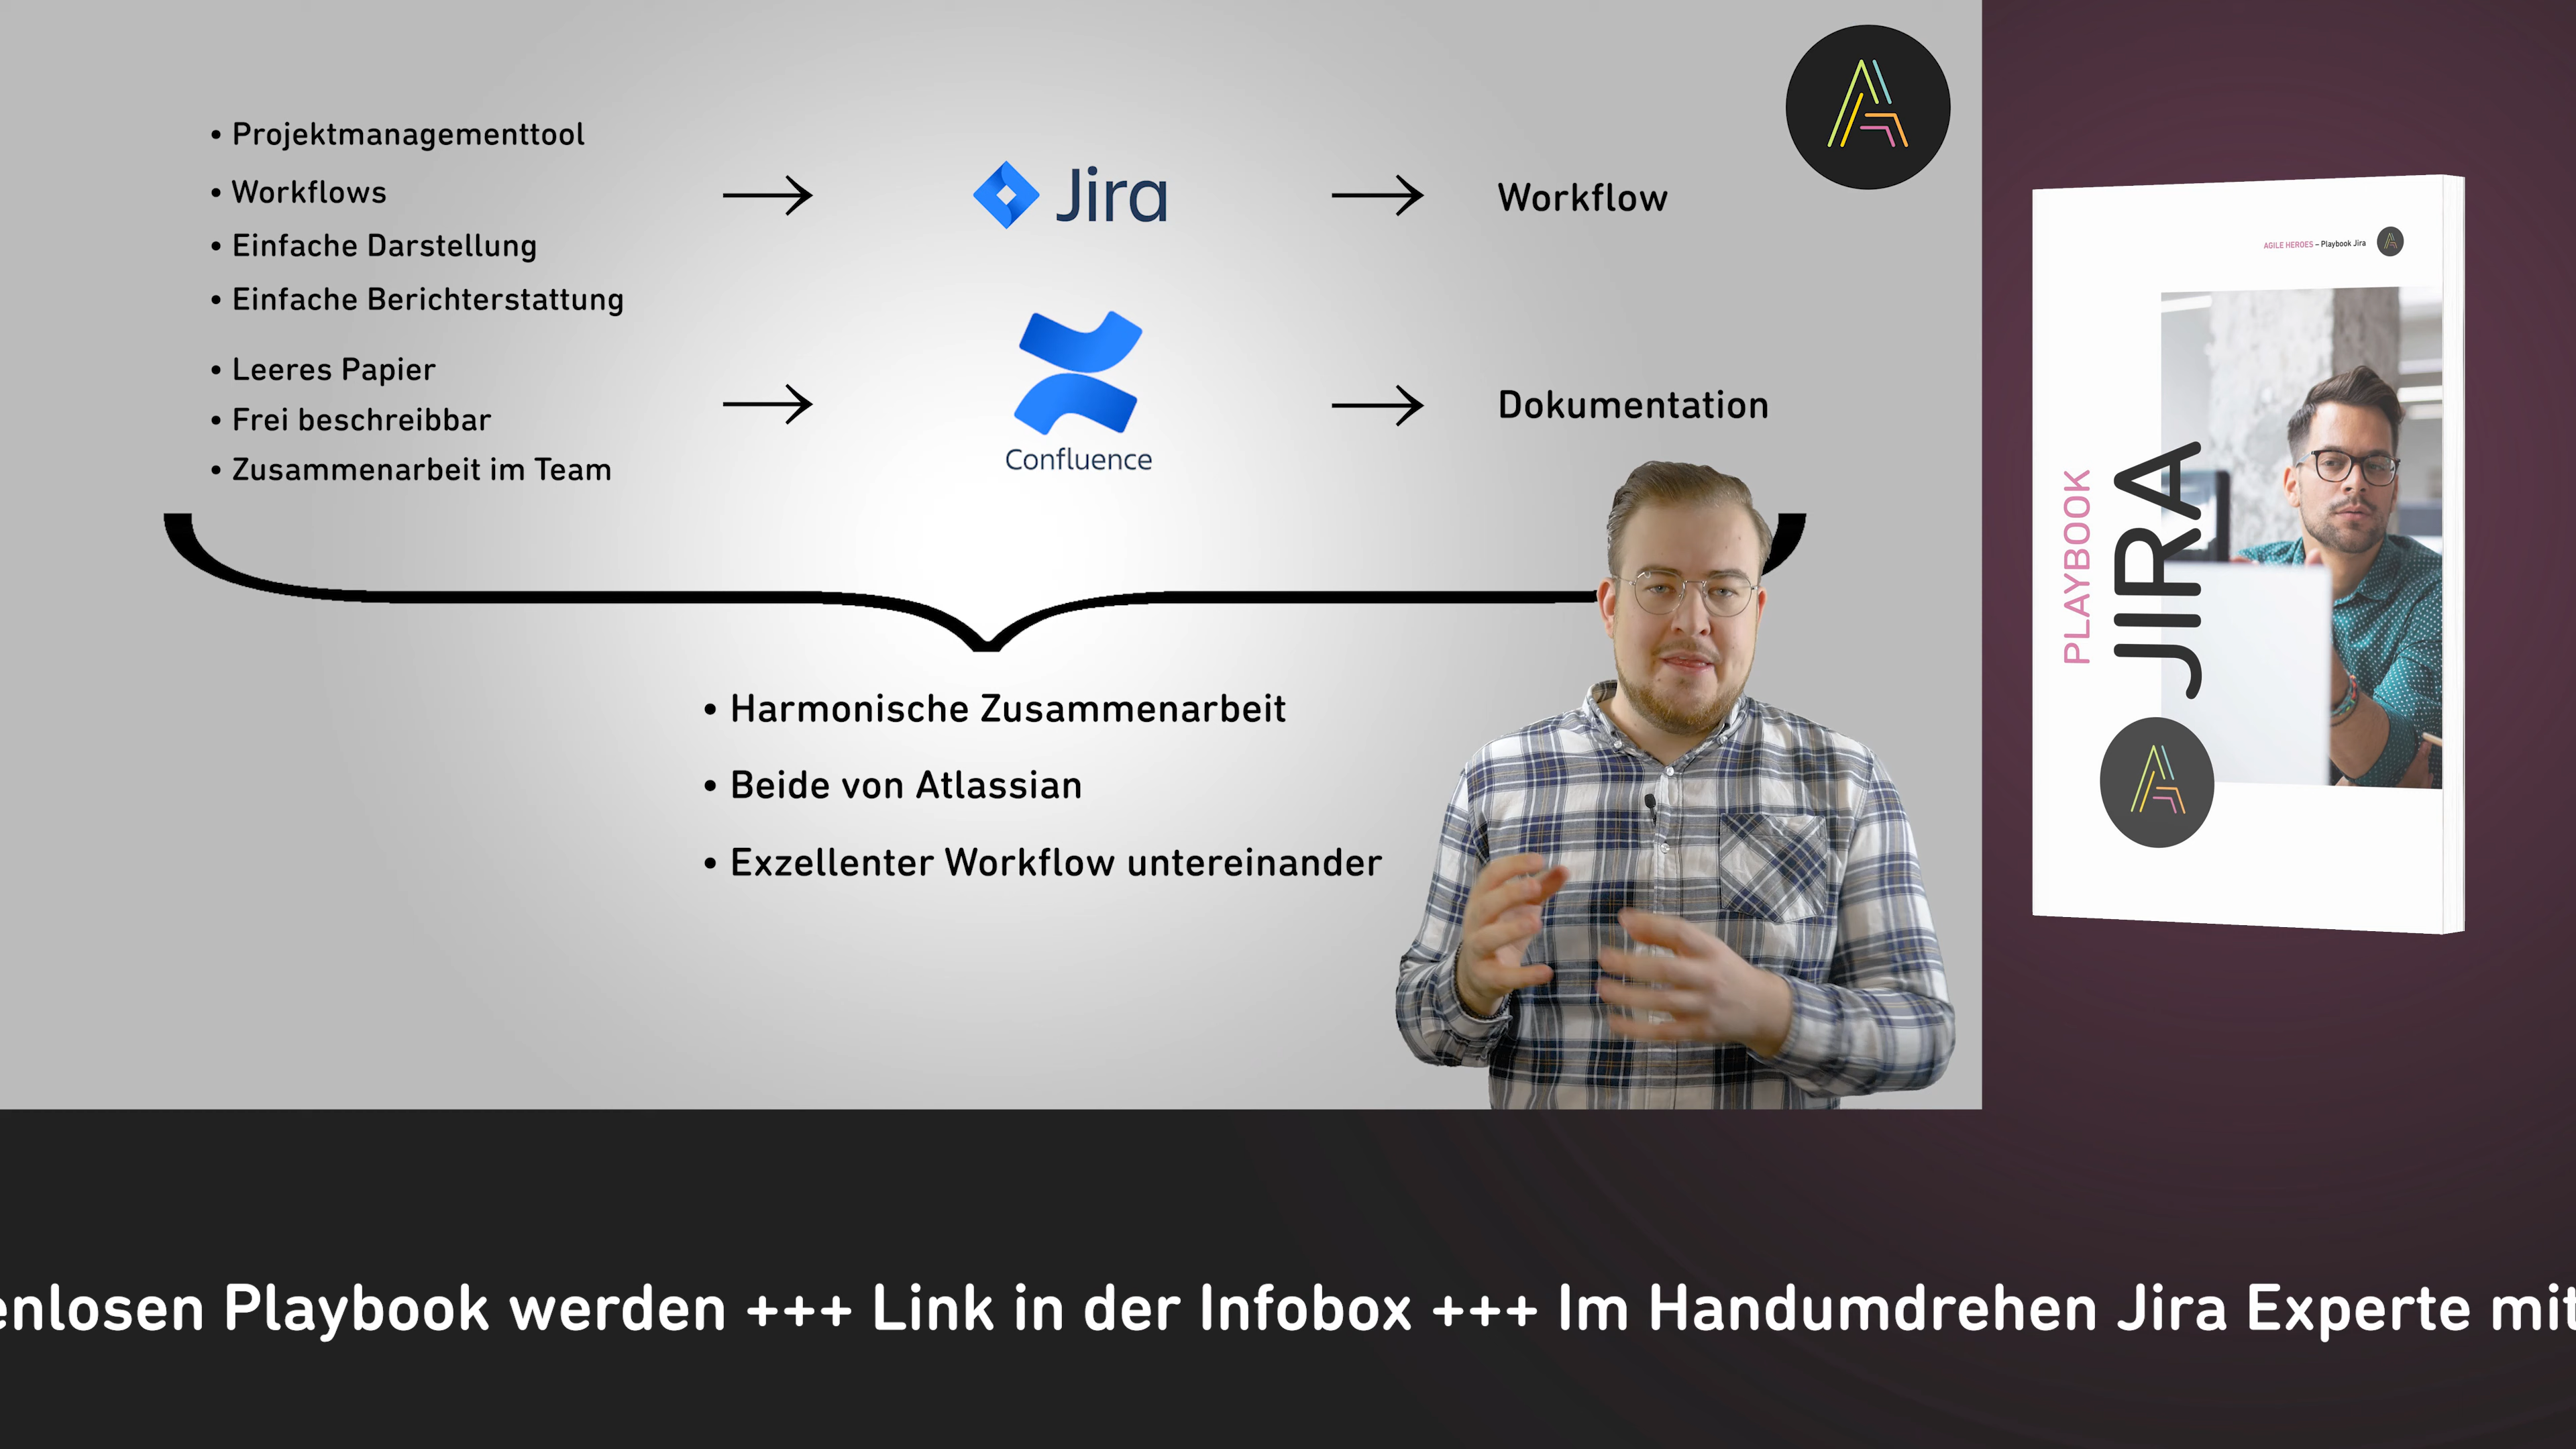 • Projektmanagementtool
• Workflows
• Einfache Darstellung
• Einfache Berichterstattung
Jira
Workflow
• Leeres Papier
• Frei beschreibbar
• Zusammenarbeit im Team
Confluence
Dokumentation
• Harmonische Zusammenarbeit
• Beide von Atlassian
• Exzellenter Workflow untereinander
AGILE HEROES – Playbook Jira
PLAYBOOK
JIRA
enlosen Playbook werden +++ Link in der Infobox +++ Im Handumdrehen Jira Experte mit